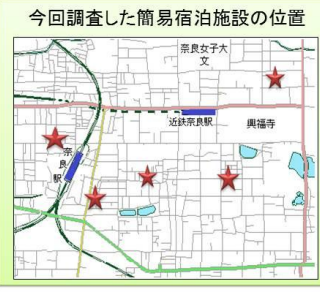 今回調査した簡易宿泊施設の位置
奈良女子大
文
近鉄奈良駅
興福寺
奈良駅